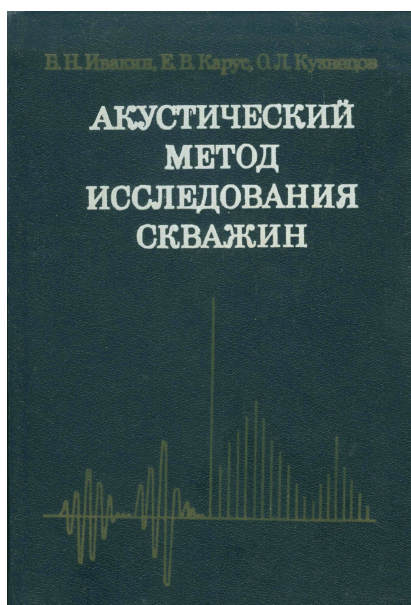 Б. Н. Ивакин, Е. В. Карус, О. Л. Кузнецов
АКУСТИЧЕСКИЙ
МЕТОД
ИССЛЕДОВАНИЯ
СКВАЖИН